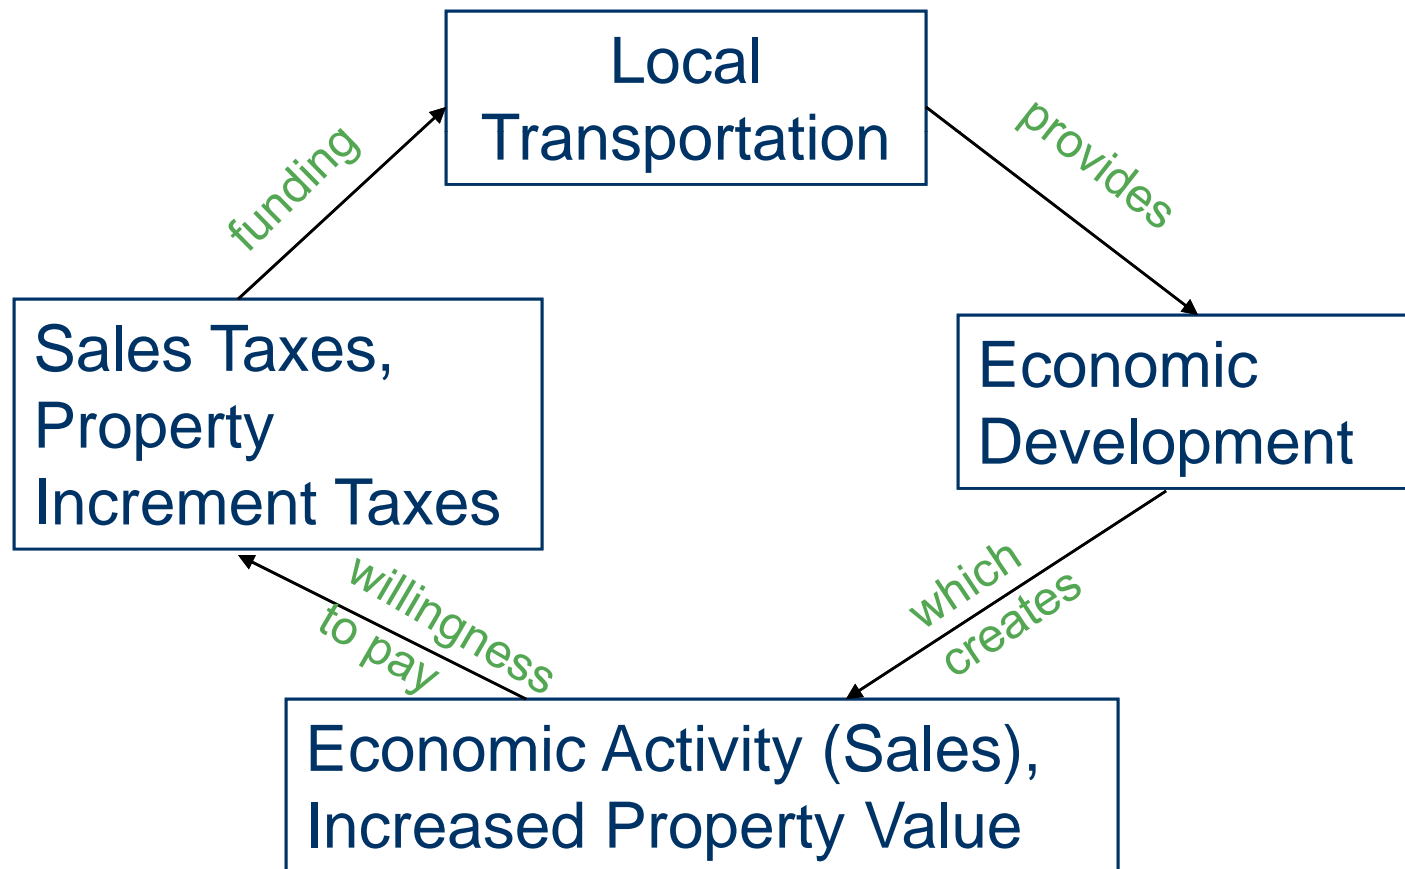 Local
Transportation
provides
funding
Sales Taxes,
Property
Increment Taxes
Economic
Development
which
creates
willingness
to pay
Economic Activity (Sales),
Increased Property Value